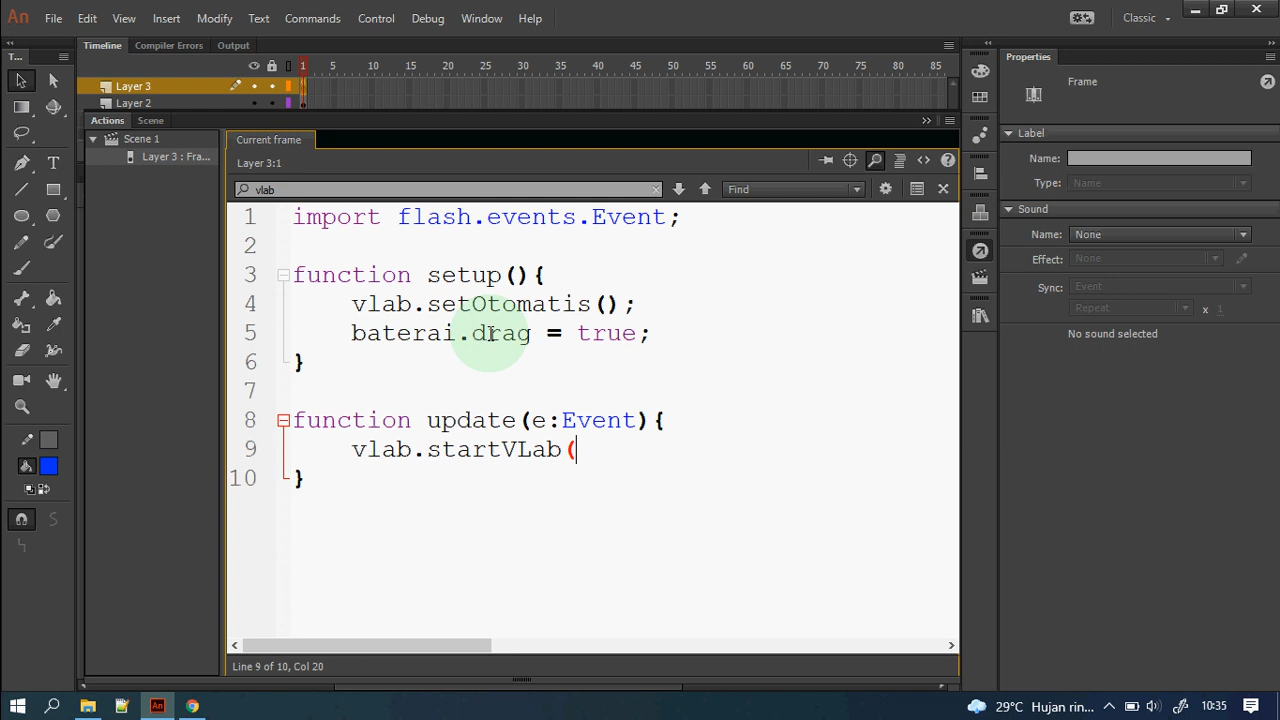 An File Edit View Insert Modify Text Commands Control Debug Window Help Classic
Timeline Compiler Errors Output
1 5 10 15 20 25 30 35 40 45 50 55 60 65 70 75 80 85
Layer 3
Layer 2
T...
Actions Scene
Scene 1
Layer 3 : Fra...
Current frame
Layer 3:1
vlab Find
1 import flash.events.Event;
2
3 function setup(){
4 vlab.setOtomatis();
5 baterai.drag = true;
6 }
7
8 function update(e:Event){
9 vlab.startVLab(
10 }
Line 9 of 10, Col 20
Properties
Frame
Label
Name:
Type: Name
Sound
Name: None
Effect: None
Sync: Event
Repeat x 1
No sound selected
An 29°C Hujan rin... 10:35